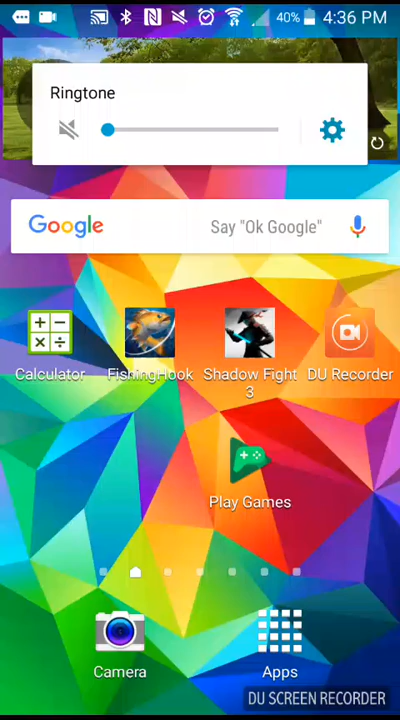 40% 4:36 PM
Ringtone
Google Say "Ok Google"
Calculator FishingHook Shadow Fight 3 DU Recorder
Play Games
Camera Apps
DU SCREEN RECORDER